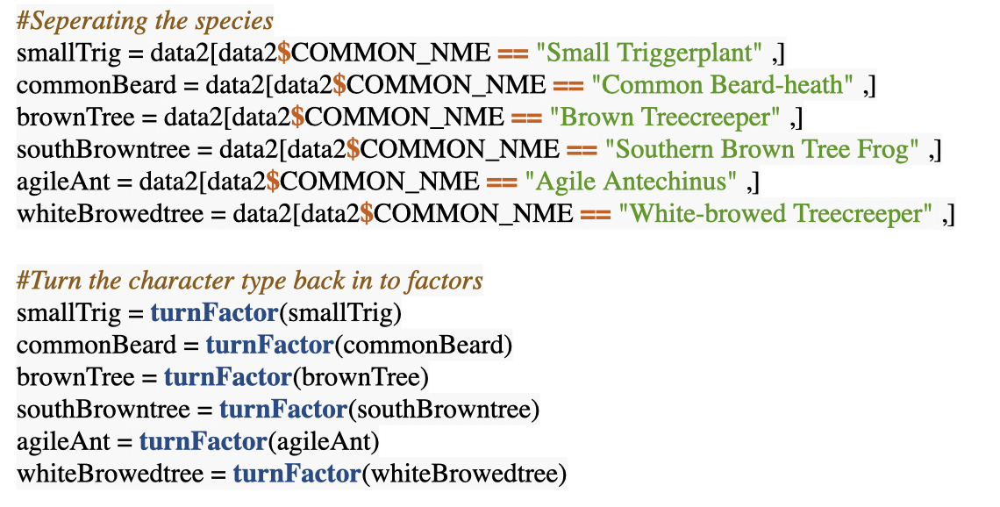 #Seperating the species
smallTrig = data2[data2$COMMON_NME == "Small Triggerplant" ,]
commonBeard = data2[data2$COMMON_NME == "Common Beard-heath" ,]
brownTree = data2[data2$COMMON_NME == "Brown Treecreeper" ,]
southBrowntree = data2[data2$COMMON_NME == "Southern Brown Tree Frog" ,]
agileAnt = data2[data2$COMMON_NME == "Agile Antechinus" ,]
whiteBrowedtree = data2[data2$COMMON_NME == "White-browed Treecreeper" ,]
#Turn the character type back in to factors
smallTrig = turnFactor(smallTrig)
commonBeard = turnFactor(commonBeard)
brownTree = turnFactor(brownTree)
southBrowntree = turnFactor(southBrowntree)
agileAnt = turnFactor(agileAnt)
whiteBrowedtree = turnFactor(whiteBrowedtree)